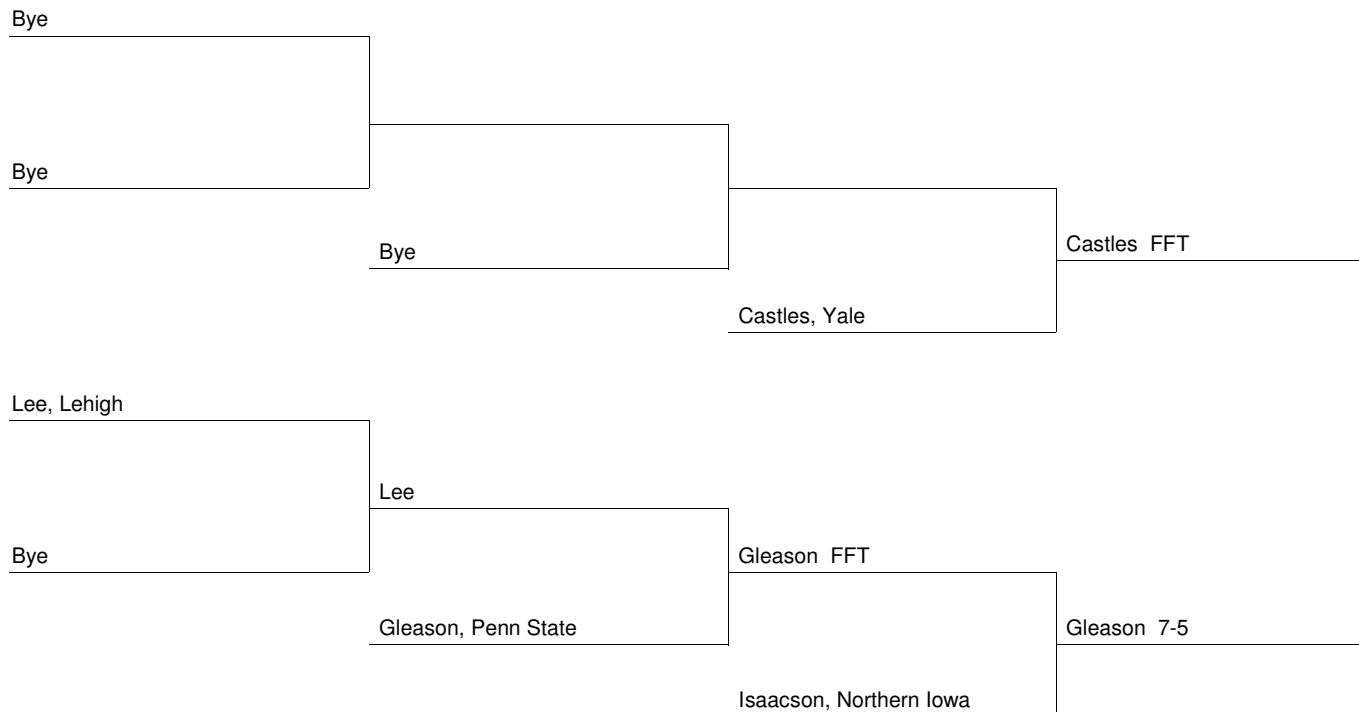 Bye
Bye
Bye
Castles FFT
Castles, Yale
Lee, Lehigh
Lee
Bye
Gleason FFT
Gleason, Penn State
Gleason 7-5
Isaacson, Northern Iowa